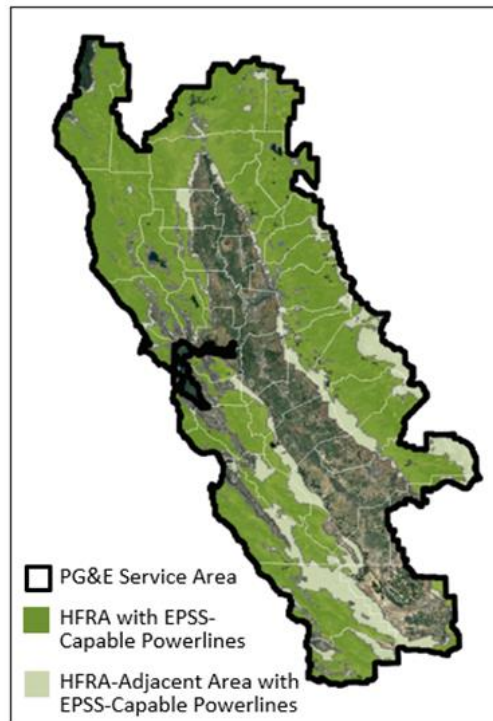 PG&E Service Area
HFRA with EPSS-
Capable Powerlines
HFRA-Adjacent Area with
EPSS-Capable Powerlines